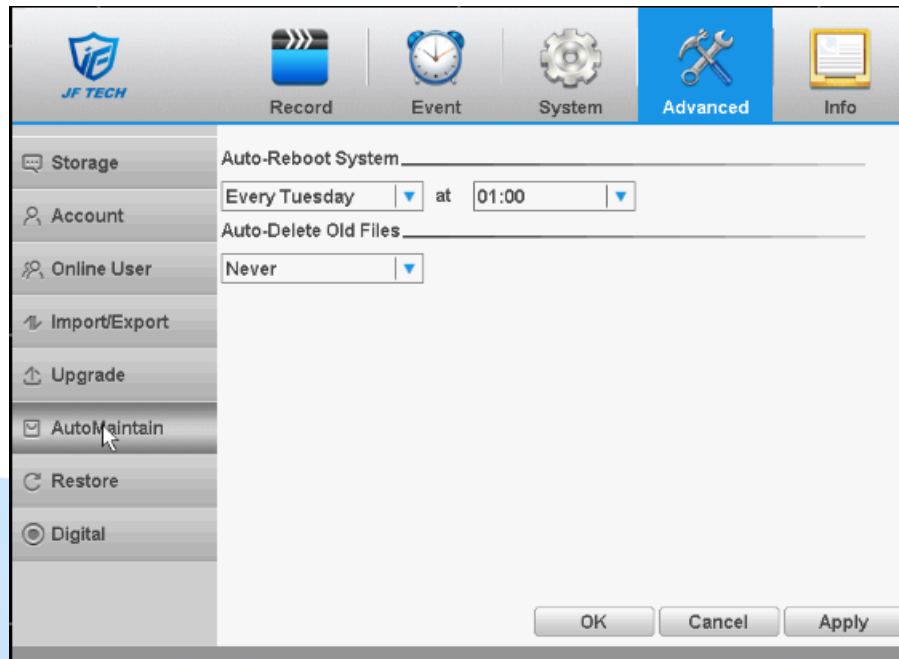 JF TECH
Record
Event
System
Advanced
Info
Storage
Account
Online User
Import/Export
Upgrade
AutoMaintain
Restore
Digital
Auto-Reboot System
Every Tuesday at 01:00
Auto-Delete Old Files
Never
OK
Cancel
Apply